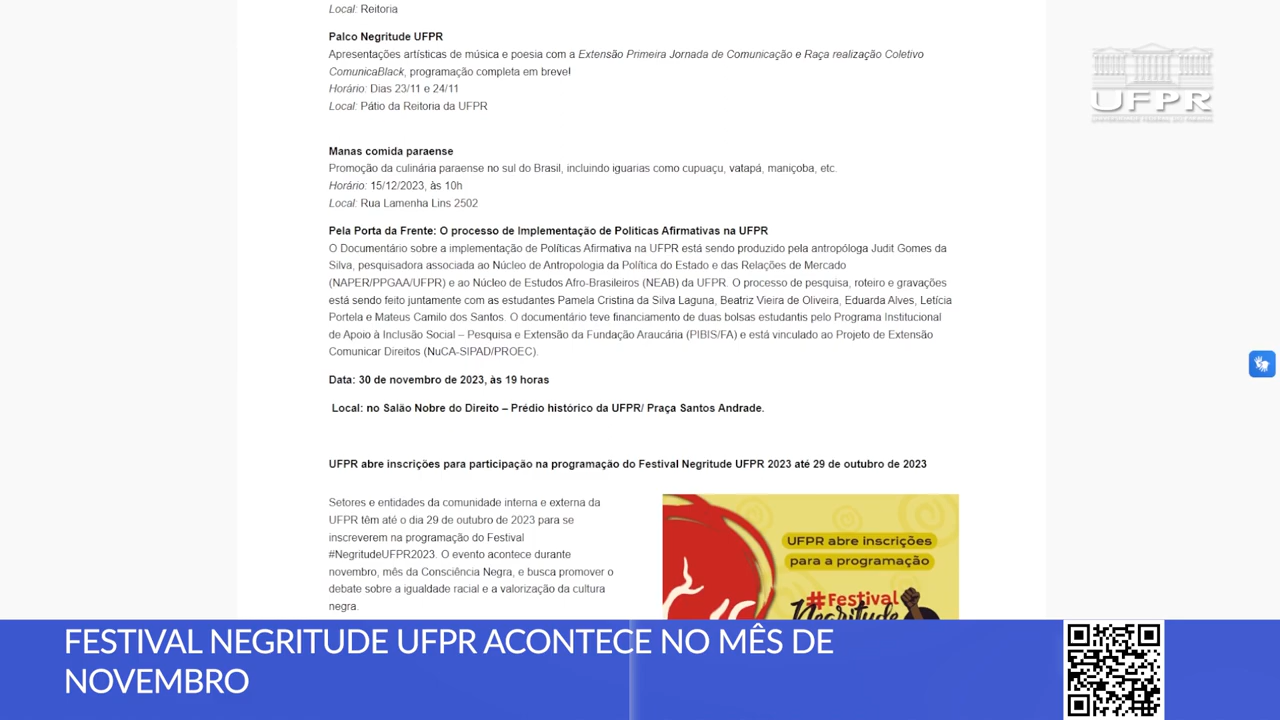 Local: Reitoria
Palco Negritude UFPR
Apresentações artísticas de música e poesia com a Extensão Primeira Jornada de Comunicação e Raça realização Coletivo
ComunicaBlack, programação completa em breve!
Horário: Dias 23/11 e 24/11
Local: Pátio da Reitoria da UFPR
Manas comida paraense
Promoção da culinária paraense no sul do Brasil, incluindo iguarias como cupuaçu, vatapá, maniçoba, etc.
Horário: 15/12/2023, às 10h
Local: Rua Lamenha Lins 2502
Pela Porta da Frente: O processo de Implementação de Políticas Afirmativas na UFPR
O Documentário sobre a implementação de Políticas Afirmativa na UFPR está sendo produzido pela antropóloga Judit Gomes da
Silva, pesquisadora associada ao Núcleo de Antropologia da Política do Estado e das Relações de Mercado
(NAPER/PPGAA/UFPR) e ao Núcleo de Estudos Afro-Brasileiros (NEAB) da UFPR. O processo de pesquisa, roteiro e gravações
está sendo feito juntamente com as estudantes Pamela Cristina da Silva Laguna, Beatriz Vieira de Oliveira, Eduarda Alves, Letícia
Portela e Mateus Camilo dos Santos. O documentário teve financiamento de duas bolsas estudantis pelo Programa Institucional
de Apoio à Inclusão Social – Pesquisa e Extensão da Fundação Araucária (PIBIS/FA) e está vinculado ao Projeto de Extensão
Comunicar Direitos (NuCA-SIPAD/PROEC).
Data: 30 de novembro de 2023, às 19 horas
Local: no Salão Nobre do Direito – Prédio histórico da UFPR/ Praça Santos Andrade.
UFPR abre inscrições para participação na programação do Festival Negritude UFPR 2023 até 29 de outubro de 2023
Setores e entidades da comunidade interna e externa da
UFPR têm até o dia 29 de outubro de 2023 para se
inscreverem na programação do Festival
#NegritudeUFPR2023. O evento acontece durante
novembro, mês da Consciência Negra, e busca promover o
debate sobre a igualdade racial e a valorização da cultura
negra.
UFPR abre inscrições
para a programação
#Festival
Negritude
UFPR
UNIVERSIDADE FEDERAL DO PARANÁ
FESTIVAL NEGRITUDE UFPR ACONTECE NO MÊS DE
NOVEMBRO